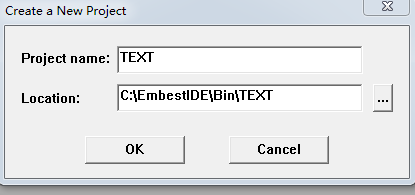 Create a New Project
Project name: TEXT
Location: C:\EmbestIDE\Bin\TEXT ...
OK Cancel